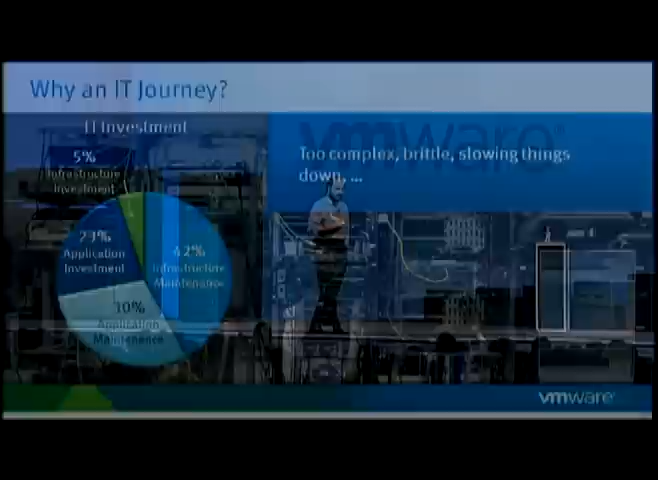 Why an IT Journey?
IT Investment
5%
Infrastructure
Investment
23%
Application
Investment
42%
Infrastructure
Maintenance
30%
Application
Maintenance
vmware
Too complex, brittle, slowing things
down, ...
vmware